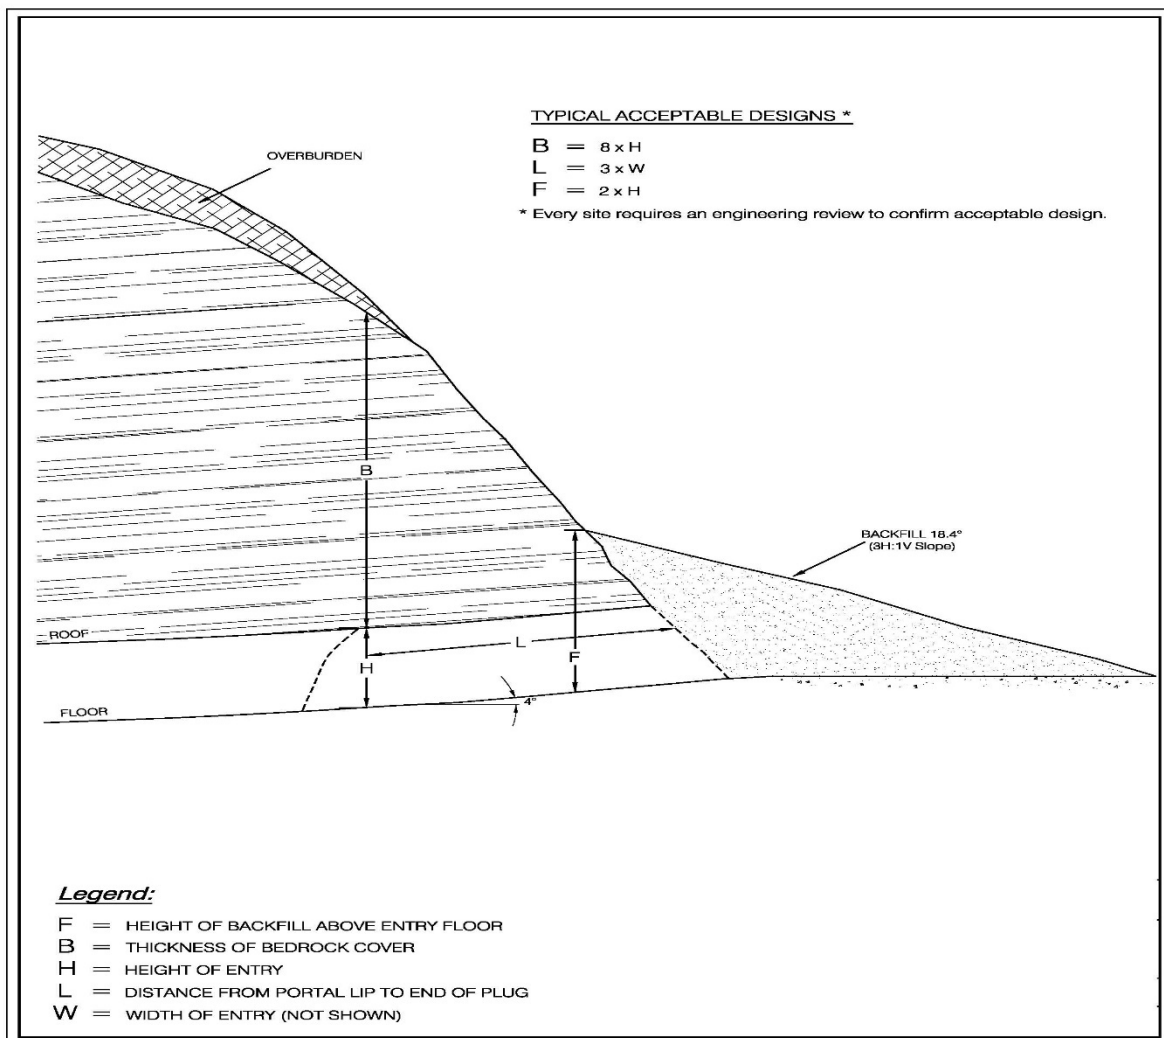 TYPICAL ACCEPTABLE DESIGNS *
B = 8 x H
L = 3 x W
F = 2 x H
* Every site requires an engineering review to confirm acceptable design.
OVERBURDEN
B
BACKFILL 18.4°
(3H:1V Slope)
ROOF
L
F
H
FLOOR
4°
Legend:
F = HEIGHT OF BACKFILL ABOVE ENTRY FLOOR
B = THICKNESS OF BEDROCK COVER
H = HEIGHT OF ENTRY
L = DISTANCE FROM PORTAL LIP TO END OF PLUG
W = WIDTH OF ENTRY (NOT SHOWN)